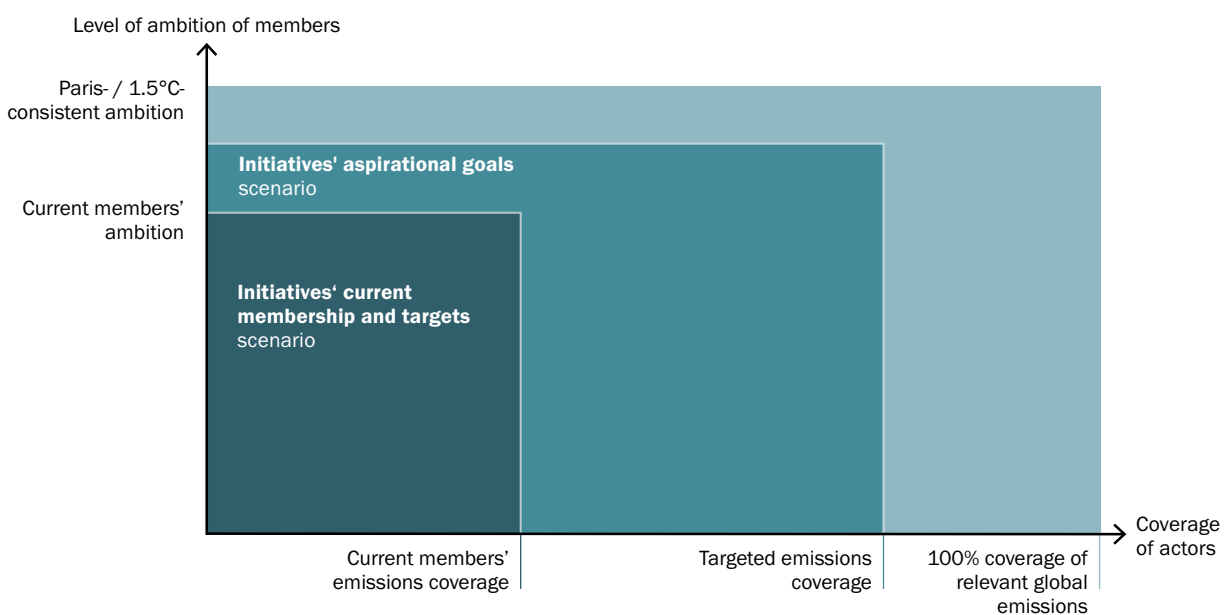 Level of ambition of members
Paris- / 1.5°C-
consistent ambition
Initiatives' aspirational goals
scenario
Current members’
ambition
Initiatives‘ current
membership and targets
scenario
Coverage
of actors
Current members’
emissions coverage
Targeted emissions
coverage
100% coverage of
relevant global
emissions